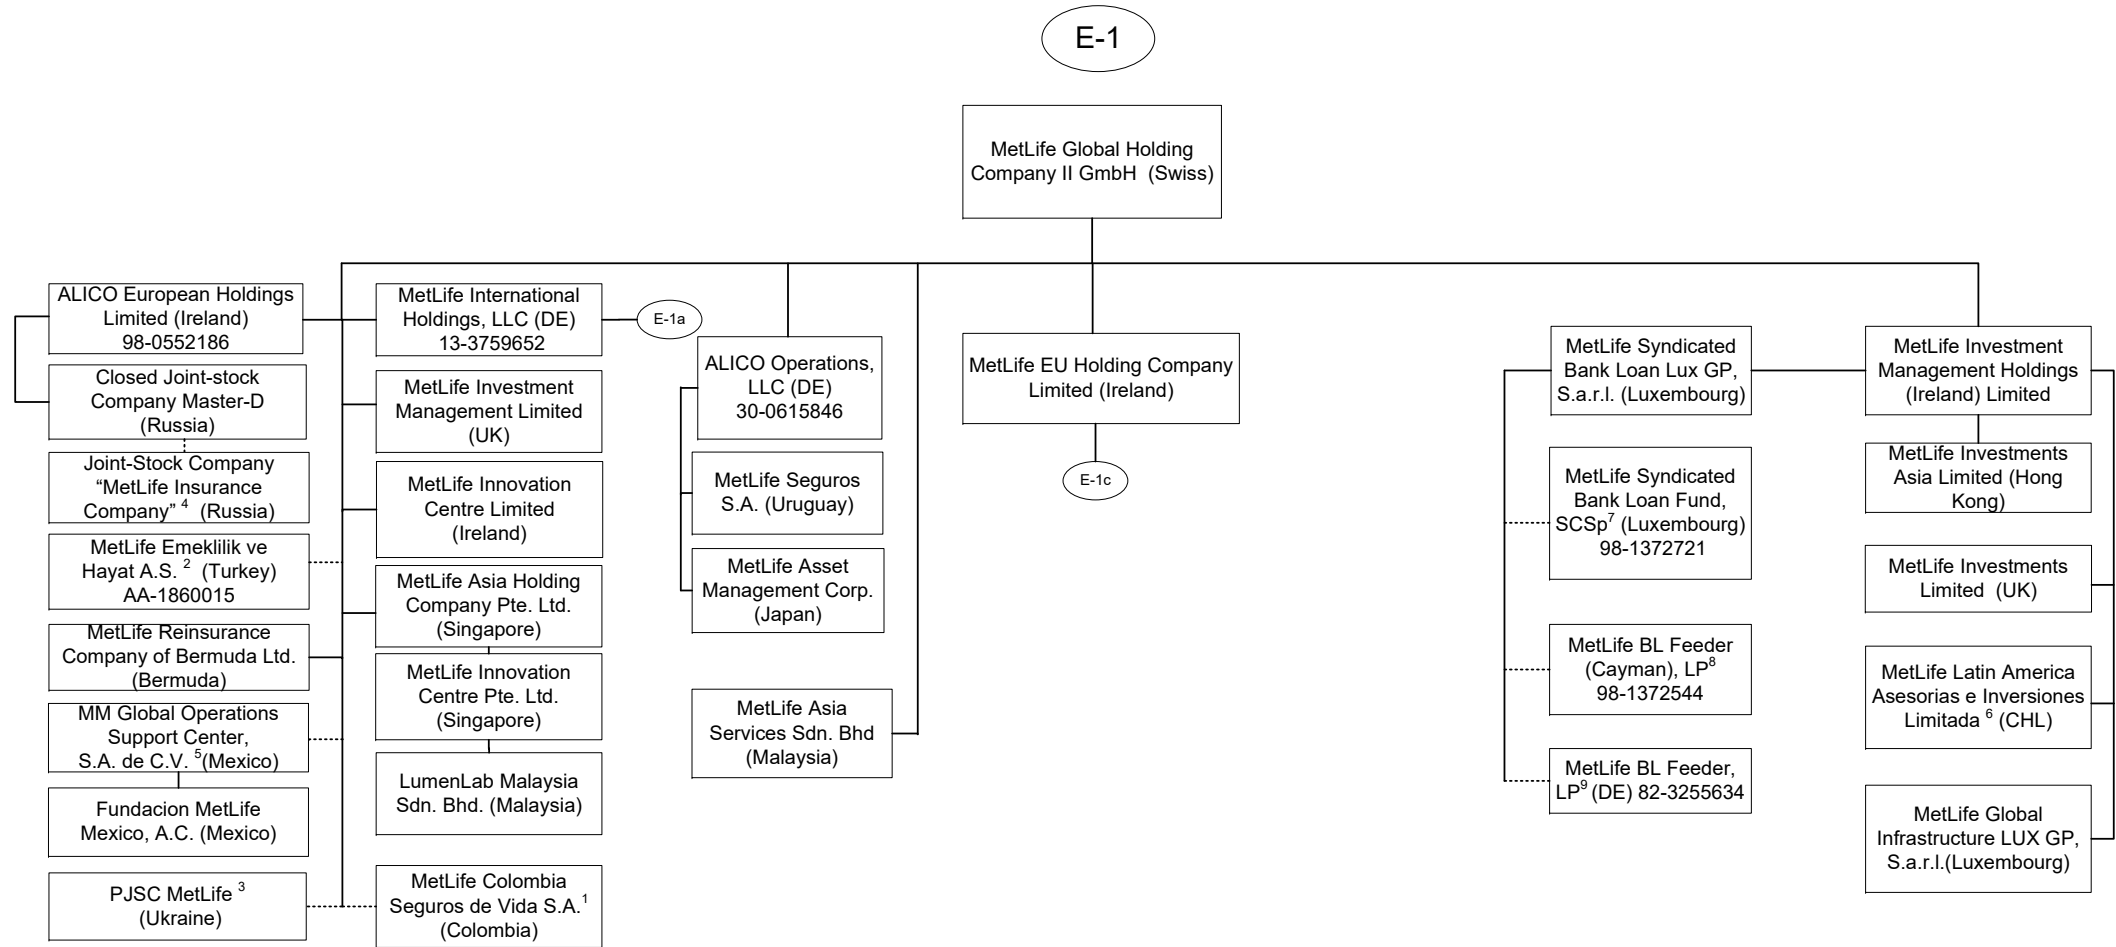 E-1
MetLife Global Holding
Company II GmbH (Swiss)
ALICO European Holdings
Limited (Ireland)
98-0552186
Closed Joint-stock
Company Master-D
(Russia)
Joint-Stock Company
“MetLife Insurance
Company” 4 (Russia)
MetLife Emeklilik ve
Hayat A.S. 2 (Turkey)
AA-1860015
MetLife Reinsurance
Company of Bermuda Ltd.
(Bermuda)
MM Global Operations
Support Center,
S.A. de C.V. 5(Mexico)
Fundacion MetLife
Mexico, A.C. (Mexico)
PJSC MetLife 3
(Ukraine)
MetLife International
Holdings, LLC (DE)
13-3759652
E-1a
MetLife Investment
Management Limited
(UK)
MetLife Innovation
Centre Limited
(Ireland)
MetLife Asia Holding
Company Pte. Ltd.
(Singapore)
MetLife Innovation
Centre Pte. Ltd.
(Singapore)
LumenLab Malaysia
Sdn. Bhd. (Malaysia)
MetLife Colombia
Seguros de Vida S.A.1
(Colombia)
ALICO Operations,
LLC (DE)
30-0615846
MetLife Seguros
S.A. (Uruguay)
MetLife Asset
Management Corp.
(Japan)
MetLife Asia
Services Sdn. Bhd
(Malaysia)
MetLife EU Holding Company
Limited (Ireland)
E-1c
MetLife Syndicated
Bank Loan Lux GP,
S.a.r.l. (Luxembourg)
MetLife Syndicated
Bank Loan Fund,
SCSp7 (Luxembourg)
98-1372721
MetLife BL Feeder
(Cayman), LP8
98-1372544
MetLife BL Feeder,
LP9 (DE) 82-3255634
MetLife Investment
Management Holdings
(Ireland) Limited
MetLife Investments
Asia Limited (Hong
Kong)
MetLife Investments
Limited (UK)
MetLife Latin America
Asesorias e Inversiones
Limitada 6 (CHL)
MetLife Global
Infrastructure LUX GP,
S.a.r.l.(Luxembourg)